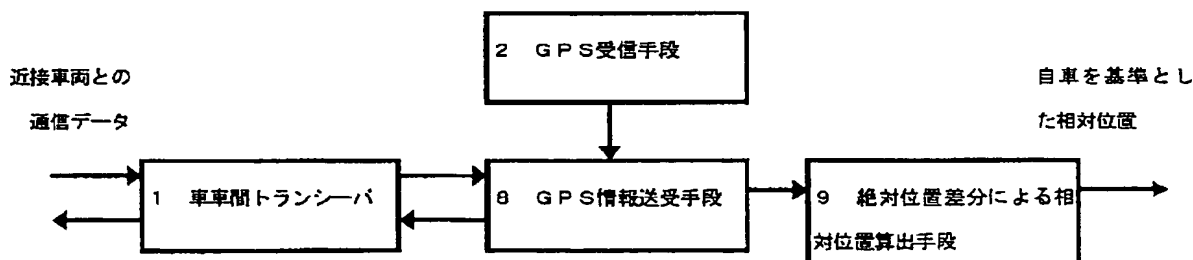 2 GPS受信手段
近接車両との
通信データ
自車を基準とし
た相対位置
1 車車間トランシーバ
8 GPS情報送受手段
9 絶対位置差分による相
対位置算出手段